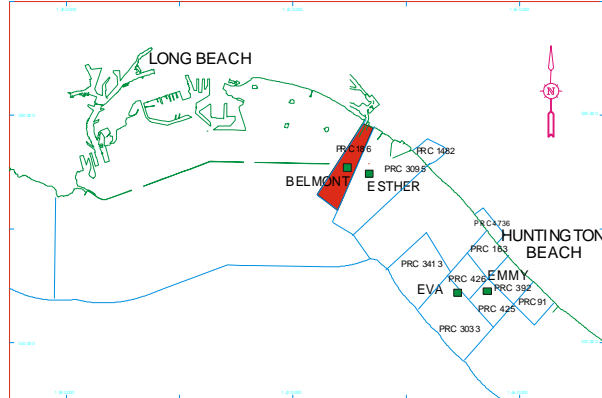 LONG BEACH
N
PRC 186
PRC 1482
PRC 3095
BELMONT
ESTHER
PRC 4736
HUNTINGTON
BEACH
PRC 163
PRC 3413
PRC 426
EMMY
EVA
PRC 392
PRC 425
PRC 91
PRC 3033